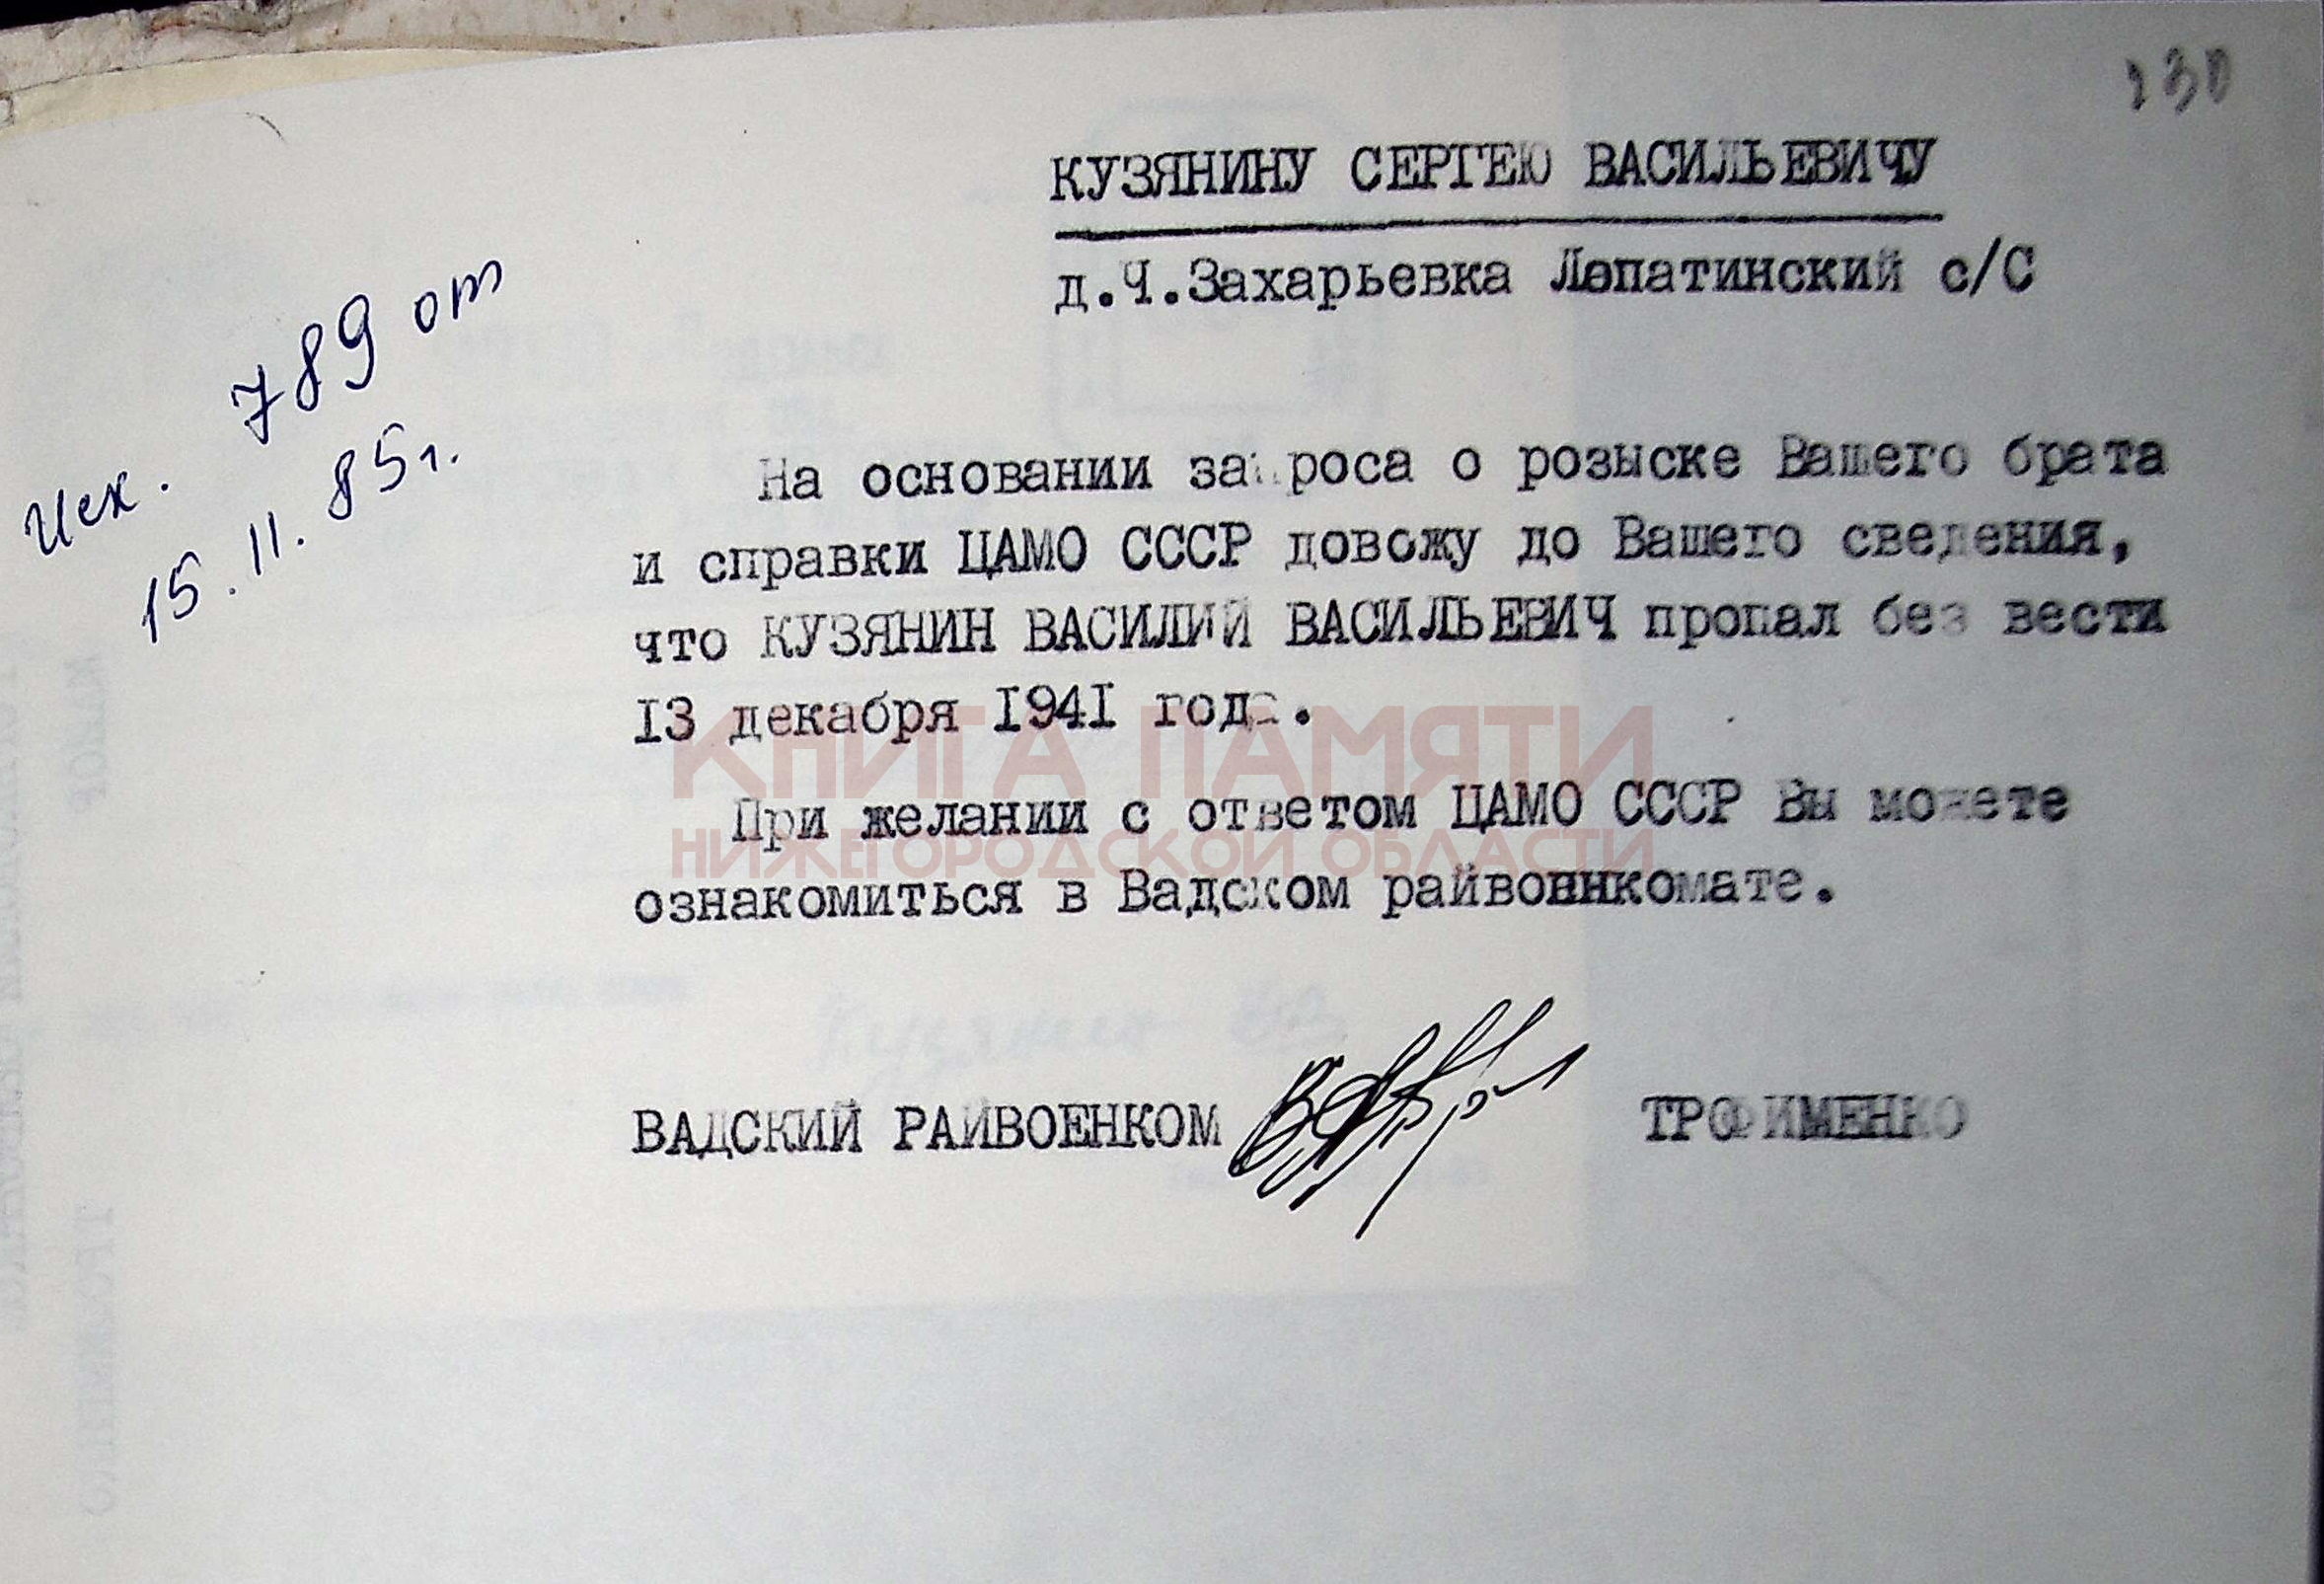 230
КУЗЯНИНУ СЕРГЕЮ ВАСИЛЬЕВИЧУ
д.Ч.Захарьевка Лопатинский с/С
Исх. 789 от
15.11.85г.
На основании запроса о розыске Вашего брата
и справки ЦАМО СССР довожу до Вашего сведения,
что КУЗЯНИН ВАСИЛИЙ ВАСИЛЬЕВИЧ пропал без вести
13 декабря 1941 года.
КНИГА ПАМЯТИ
При желании с ответом ЦАМО СССР Вы можете
НИЖЕГОРОДСКОЙ ОБЛАСТИ
ознакомиться в Вадском райвоенкомате.
ВАДСКИЙ РАЙВОЕНКОМ ТРОФИМЕНКО